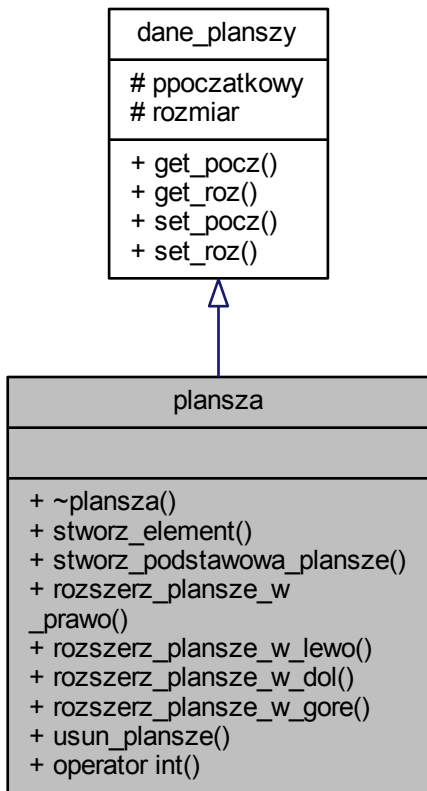 dane_planszy
# ppoczatkowy
# rozmiar
+ get_pocz()
+ get_roz()
+ set_pocz()
+ set_roz()
plansza
+ ~plansza()
+ stworz_element()
+ stworz_podstawowa_plansze()
+ rozszerz_plansze_w
_prawo()
+ rozszerz_plansze_w_lewo()
+ rozszerz_plansze_w_dol()
+ rozszerz_plansze_w_gore()
+ usun_plansze()
+ operator int()